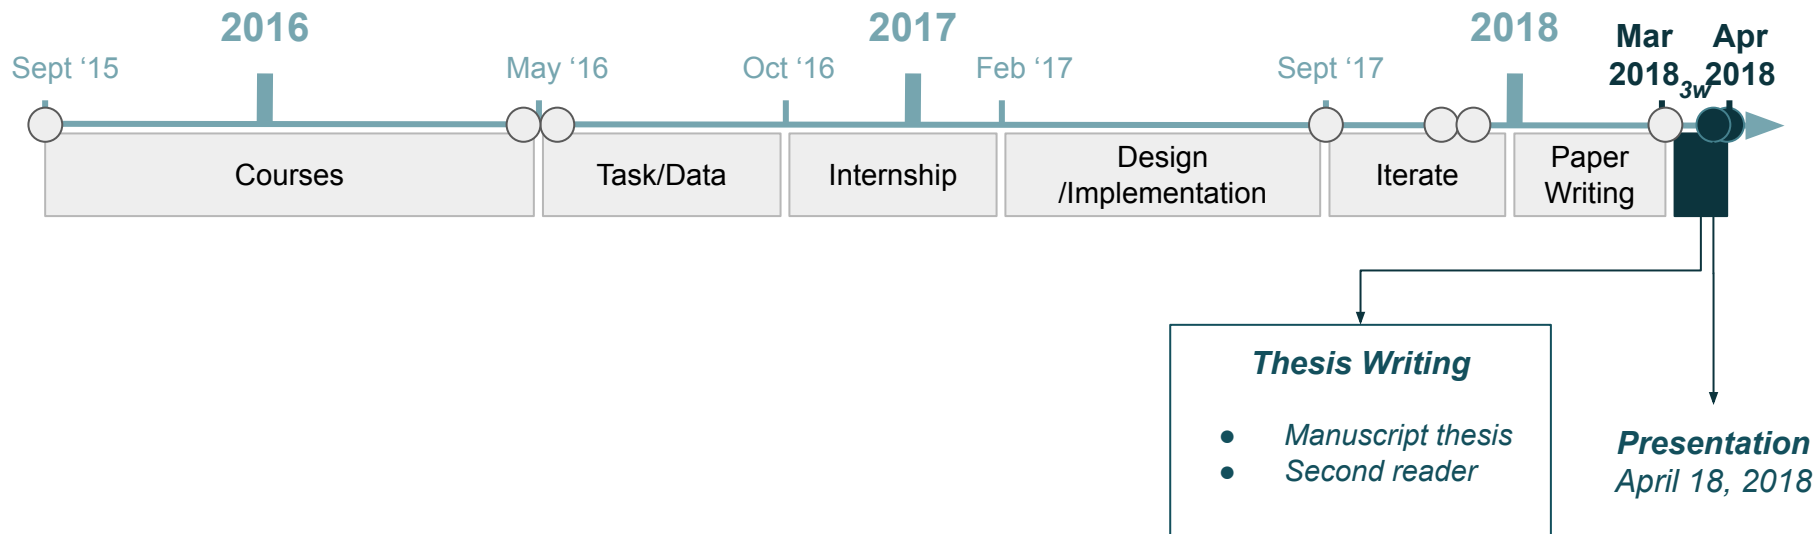 2016
2017
2018
Mar
2018
Apr
2018
3w
Sept ‘15
May ‘16
Oct ‘16
Feb ‘17
Sept ‘17
Courses
Task/Data
Internship
Design
/Implementation
Iterate
Paper
Writing
Thesis Writing
● Manuscript thesis
● Second reader
Presentation
April 18, 2018